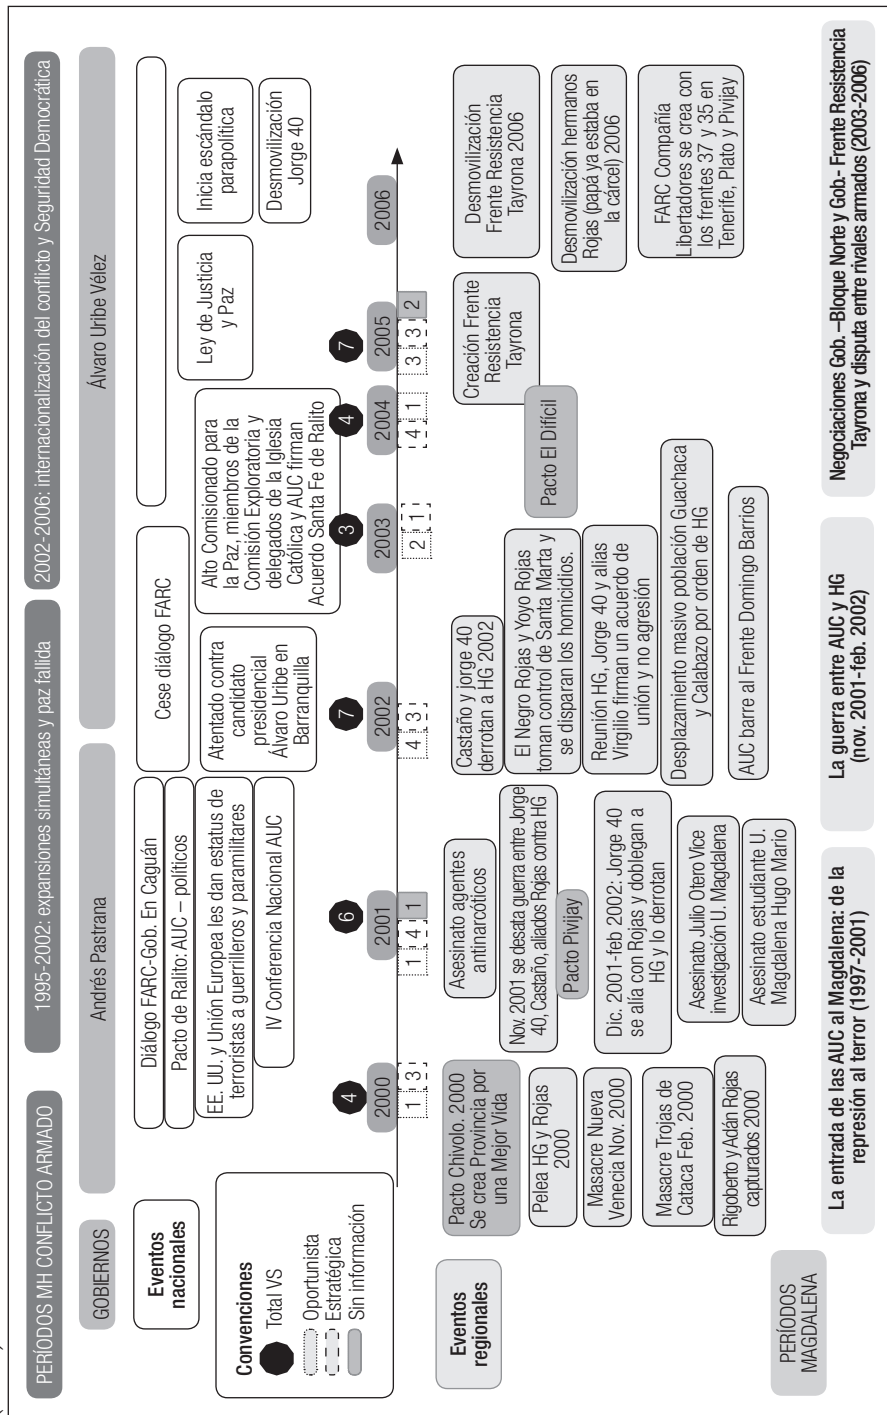 PERÍODOS MH CONFLICTO ARMADO
1995-2002: expansiones simultáneas y paz fallida
2002-2006: internacionalización del conflicto y Seguridad Democrática
GOBIERNOS
Andrés Pastrana
Álvaro Uribe Vélez
Eventos
nacionales
Diálogo FARC-Gob. En Caguán
Pacto de Ralito: AUC – políticos
EE. UU. y Unión Europea les dan estatus de
terroristas a guerrilleros y paramilitares
IV Conferencia Nacional AUC
Cese diálogo FARC
Atentado contra
candidato
presidencial
Álvaro Uribe en
Barranquilla
Alto Comisionado para
la Paz, miembros de la
Comisión Exploratoria y
delegados de la Iglesia
Católica y AUC firman
Acuerdo Santa Fe de Ralito
Ley de Justicia
y Paz
Inicia escándalo
parapolítica
Desmovilización
Jorge 40
Convenciones
Total VS
Oportunista
Estratégica
Sin información
4
6
7
3
4
7
2000
2001
2002
2003
2004
2005
2006
1 3
1 4 1
4 3
2 1
4 1
3 3 2
Eventos
regionales
Pacto Chivolo. 2000
Se crea Provincia por
una Mejor Vida
Pelea HG y Rojas
2000
Masacre Nueva
Venecia Nov. 2000
Masacre Trojas de
Cataca Feb. 2000
Rigoberto y Adán Rojas
capturados 2000
Asesinato agentes
antinarcóticos
Nov. 2001 se desata guerra entre Jorge
40, Castaño, aliados Rojas contra HG
Pacto Pivijay
Dic. 2001-feb 2002: Jorge 40
se alía con Rojas y doblegan a
HG y lo derrotan
Asesinato Julio Otero Vice
investigación U. Magdalena
Asesinato estudiante U.
Magdalena Hugo Mario
Castaño y jorge 40
derrotan a HG 2002
El Negro Rojas y Yoyo Rojas
toman control de Santa Marta y
se disparan los homicidios.
Reunión HG, Jorge 40 y alias
Virgilio firman un acuerdo de
unión y no agresión
Desplazamiento masivo población Guachaca
y Calabazo por orden de HG
AUC barre al Frente Domingo Barrios
Pacto El Difícil
Creación Frente
Resistencia
Tayrona
Desmovilización
Frente Resistencia
Tayrona 2006
Desmovilización hermanos
Rojas (papá ya estaba en
la cárcel) 2006
FARC Compañía
Libertadores se crea con
los frentes 37 y 35 en
Tenerife, Plato y Pivijay
PERÍODOS
MAGDALENA
La entrada de las AUC al Magdalena: de la
represión al terror (1997-2001)
La guerra entre AUC y HG
(nov. 2001-feb. 2002)
Negociaciones Gob. –Bloque Norte y Gob.- Frente Resistencia
Tayrona y disputa entre rivales armados (2003-2006)